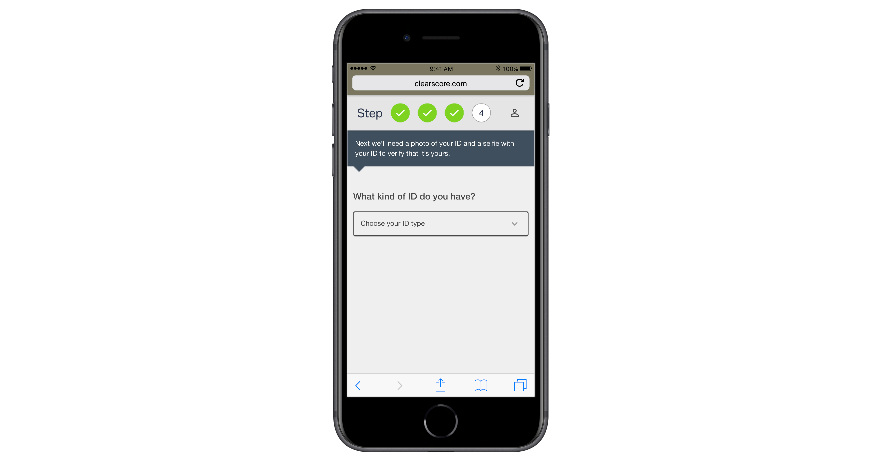 9:41 AM
100%
clearscore.com
Step
4
Next we'll need a photo of your ID and a selfie with
your ID to verify that it's yours.
What kind of ID do you have?
Choose your ID type